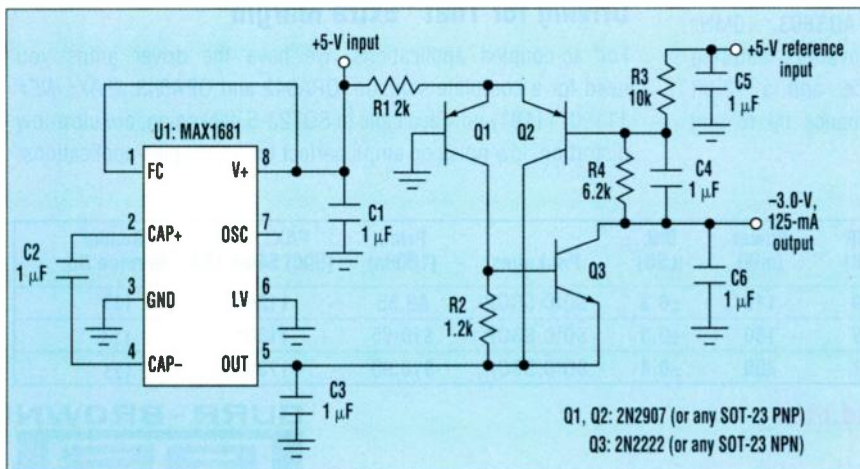 +5-V input
+5-V reference input
R1 2k
R3 10k
C5 1 μF
U1: MAX1681
Q1
Q2
1 FC
V+ 8
R4 6.2k
C4 1 μF
2 CAP+
OSC 7
C1 1 μF
–3.0-V, 125-mA output
C2 1 μF
3 GND
LV 6
R2 1.2k
Q3
C6 1 μF
4 CAP–
OUT 5
C3 1 μF
Q1, Q2: 2N2907 (or any SOT-23 PNP)
Q3: 2N2222 (or any SOT-23 NPN)